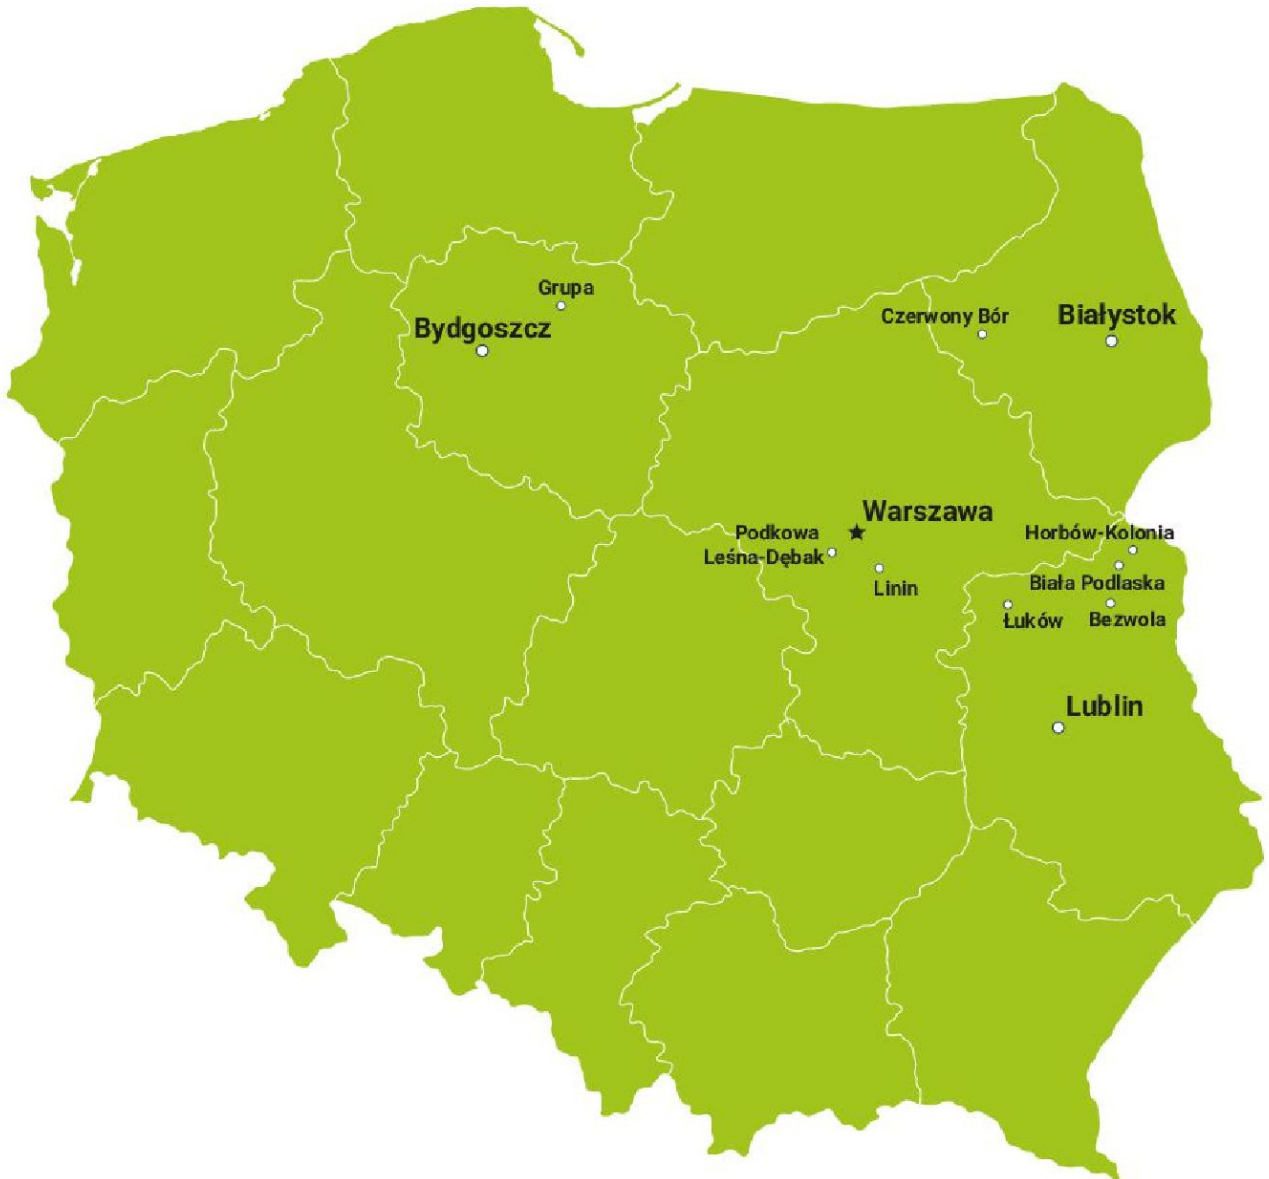 Grupa
Bydgoszcz
Czerwony Bór
Białystok
Warszawa
Podkowa
Leśna-Dębak
Linin
Horbów-Kolonia
Biała Podlaska
Łuków
Bezwola
Lublin